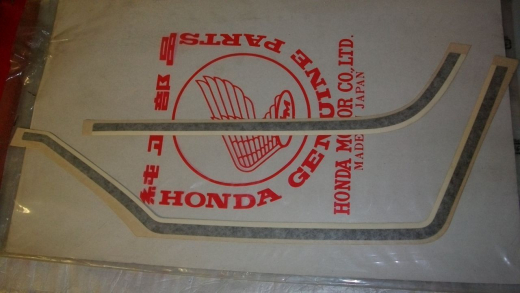 純正部品
HONDA GENUINE PARTS
HONDA MOTOR CO., LTD.
MADE IN JAPAN